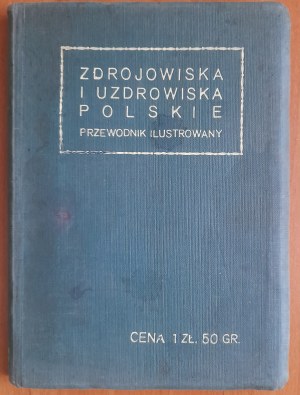 ZDROJOWISKA
I UZDROWISKA
POLSKIE
PRZEWODNIK ILUSTROWANY
CENA 1 ZŁ. 50 GR.